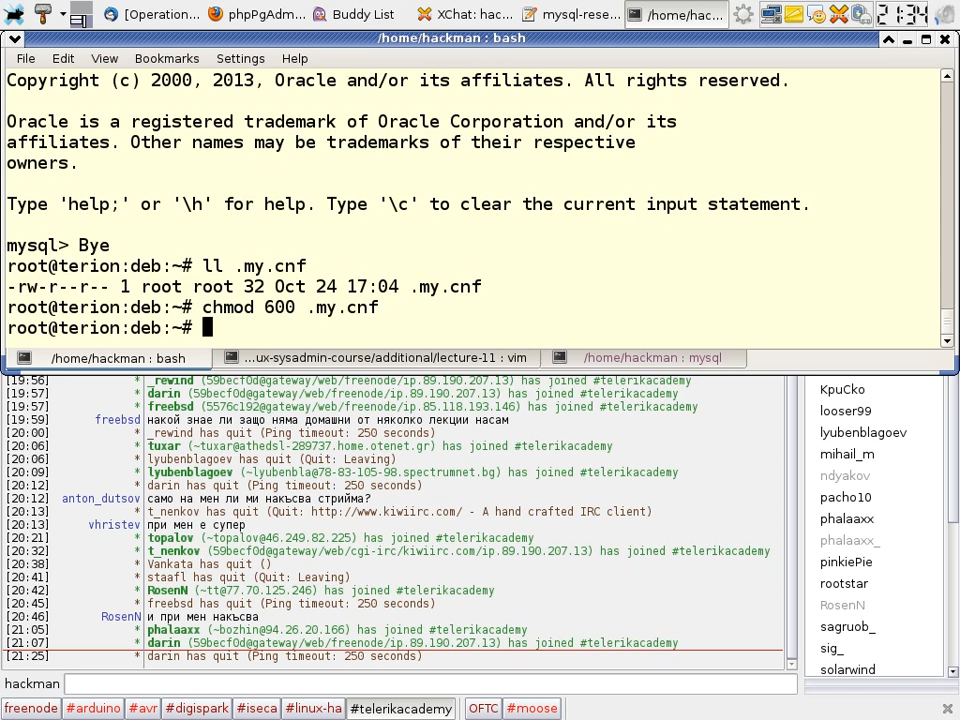 [Operation...
phpPgAdm...
Buddy List
XChat: hac...
mysql-rese...
/home/hac...
21:34
/home/hackman : bash
File Edit View Bookmarks Settings Help
Copyright (c) 2000, 2013, Oracle and/or its affiliates. All rights reserved.
Oracle is a registered trademark of Oracle Corporation and/or its
affiliates. Other names may be trademarks of their respective
owners.
Type 'help;' or '\h' for help. Type '\c' to clear the current input statement.
mysql> Bye
root@terion:deb:~# ll .my.cnf
-rw-r--r-- 1 root root 32 Oct 24 17:04 .my.cnf
root@terion:deb:~# chmod 600 .my.cnf
root@terion:deb:~#
/home/hackman : bash
...ux-sysadmin-course/additional/lecture-11 : vim
/home/hackman : mysql
[19:56] * _rewind (59becf0d@gateway/web/freenode/ip.89.190.207.13) has joined #telerikacademy
[19:57] * darin (59becf0d@gateway/web/freenode/ip.89.190.207.13) has joined #telerikacademy
[19:57] * freebsd (5576c192@gateway/web/freenode/ip.85.118.193.146) has joined #telerikacademy
[19:59] freebsd какой знае ли защо няма домашни от няколко лекции насам
[20:00] * _rewind has quit (Ping timeout: 250 seconds)
[20:06] * tuxar (~tuxar@athedsl-289737.home.otenet.gr) has joined #telerikacademy
[20:06] * lyubenblagoev has quit (Quit: Leaving)
[20:09] * lyubenblagoev (~lyubenbla@78-83-105-98.spectrumnet.bg) has joined #telerikacademy
[20:12] * darin has quit (Ping timeout: 250 seconds)
[20:12] anton_dutsov само на мен ли ми накъсва стрийма?
[20:13] * t_nenkov has quit (Quit: http://www.kiwiirc.com/ - A hand crafted IRC client)
[20:13] vhristev при мен е супер
[20:21] * topalov (~topalov@46.249.82.225) has joined #telerikacademy
[20:32] * t_nenkov (59becf0d@gateway/web/cgi-irc/kiwiirc.com/ip.89.190.207.13) has joined #telerikacademy
[20:38] * Vankata has quit ()
[20:41] * staafl has quit (Quit: Leaving)
[20:42] * RosenN (~tt@77.70.125.246) has joined #telerikacademy
[20:45] * freebsd has quit (Ping timeout: 250 seconds)
[20:46] RosenN и при мен накъсва
[21:05] * phalaaxx (~bozhin@94.26.20.166) has joined #telerikacademy
[21:07] * darin (59becf0d@gateway/web/freenode/ip.89.190.207.13) has joined #telerikacademy
[21:25] * darin has quit (Ping timeout: 250 seconds)
KpuCko
looser99
lyubenblagoev
mihail_m
ndyakov
pacho10
phalaaxx
phalaaxx_
pinkiePie
rootstar
RosenN
sagruob_
sig_
solarwind
hackman
freenode #arduino #avr #digispark #iseca #linux-ha #telerikacademy OFTC #moose